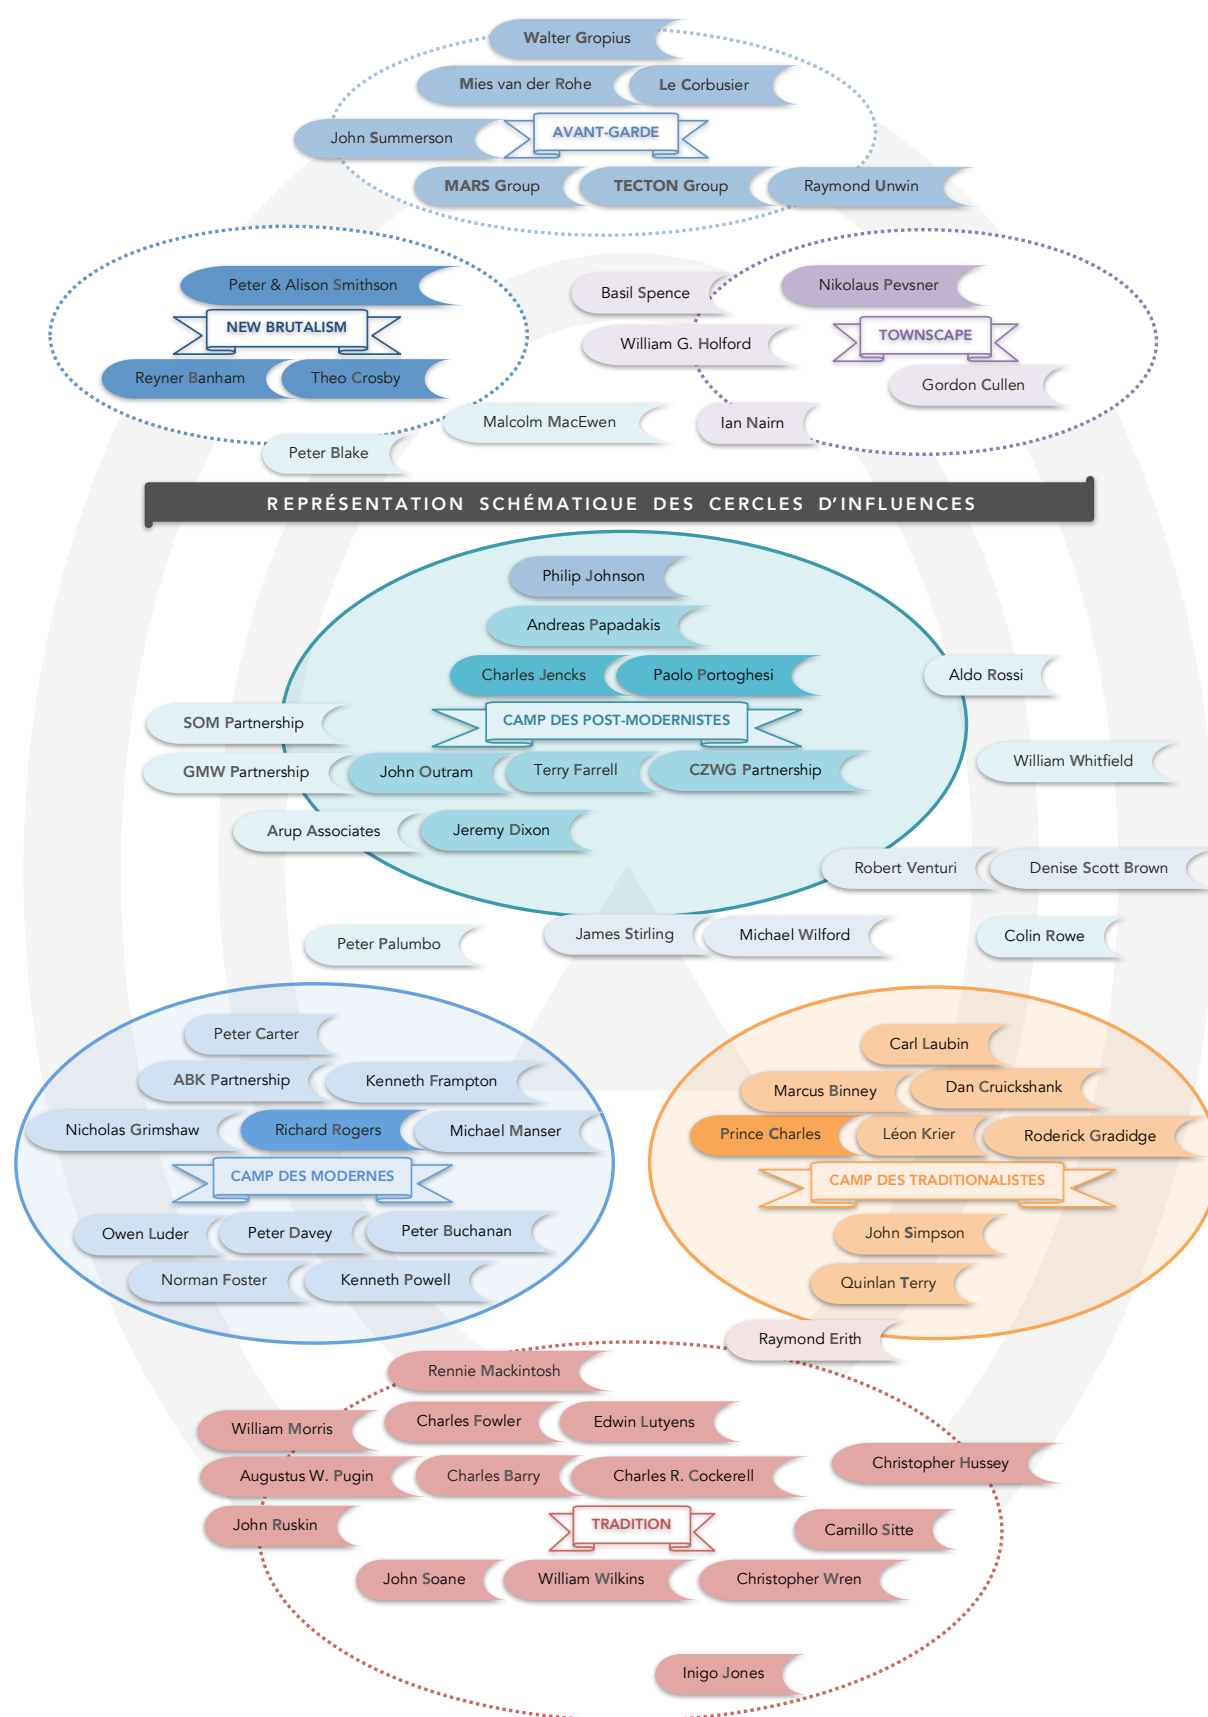 Walter Gropius
Mies van der Rohe
Le Corbusier
John Summerson
AVANT-GARDE
MARS Group
TECTON Group
Raymond Unwin
Peter & Alison Smithson
NEW BRUTALISM
Reyner Banham
Theo Crosby
Basil Spence
Nikolaus Pevsner
William G. Holford
TOWNSCAPE
Gordon Cullen
Malcolm MacEwen
Ian Nairn
Peter Blake
REPRÉSENTATION SCHÉMATIQUE DES CERCLES D'INFLUENCES
Philip Johnson
Andreas Papadakis
Charles Jencks
Paolo Portoghesi
Aldo Rossi
SOM Partnership
CAMP DES POST-MODERNISTES
William Whitfield
GMW Partnership
John Outram
Terry Farrell
CZWG Partnership
Arup Associates
Jeremy Dixon
Robert Venturi
Denise Scott Brown
Peter Palumbo
James Stirling
Michael Wilford
Colin Rowe
Peter Carter
ABK Partnership
Kenneth Frampton
Nicholas Grimshaw
Richard Rogers
Michael Manser
CAMP DES MODERNES
Owen Luder
Peter Davey
Peter Buchanan
Norman Foster
Kenneth Powell
Carl Laubin
Marcus Binney
Dan Cruickshank
Prince Charles
Léon Krier
Roderick Gradidge
CAMP DES TRADITIONALISTES
John Simpson
Quinlan Terry
Raymond Erith
Rennie Mackintosh
William Morris
Charles Fowler
Edwin Lutyens
Christopher Hussey
Augustus W. Pugin
Charles Barry
Charles R. Cockerell
John Ruskin
TRADITION
Camillo Sitte
John Soane
William Wilkins
Christopher Wren
Inigo Jones